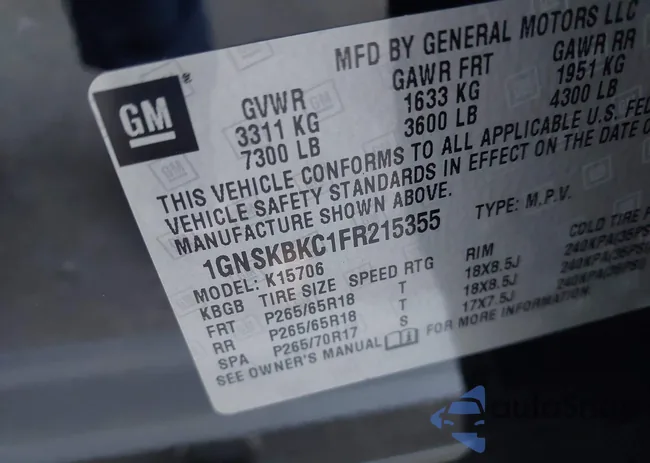 GM ®
MFD BY GENERAL MOTORS LLC
GVWR GAWR FRT GAWR RR
3311 KG 1633 KG 1951 KG
7300 LB 3600 LB 4300 LB
THIS VEHICLE CONFORMS TO ALL APPLICABLE U.S. FED
VEHICLE SAFETY STANDARDS IN EFFECT ON THE DATE O
MANUFACTURE SHOWN ABOVE.
1GNSKBKC1FR215355 TYPE: M.P.V.
MODEL: K15706
KBGB TIRE SIZE SPEED RTG RIM COLD TIRE
FRT P265/65R18 T 18X8.5J 240KPA(35PSI)
RR P265/65R18 T 18X8.5J 240KPA(35PSI
SPA P265/70R17 S 17X7.5J 240KPA(35PSI
SEE OWNER'S MANUAL FOR MORE INFORMATION